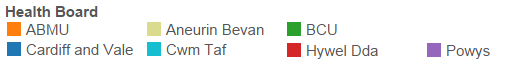 Health Board
ABMU Aneurin Bevan BCU
Cardiff and Vale Cwm Taf Hywel Dda Powys